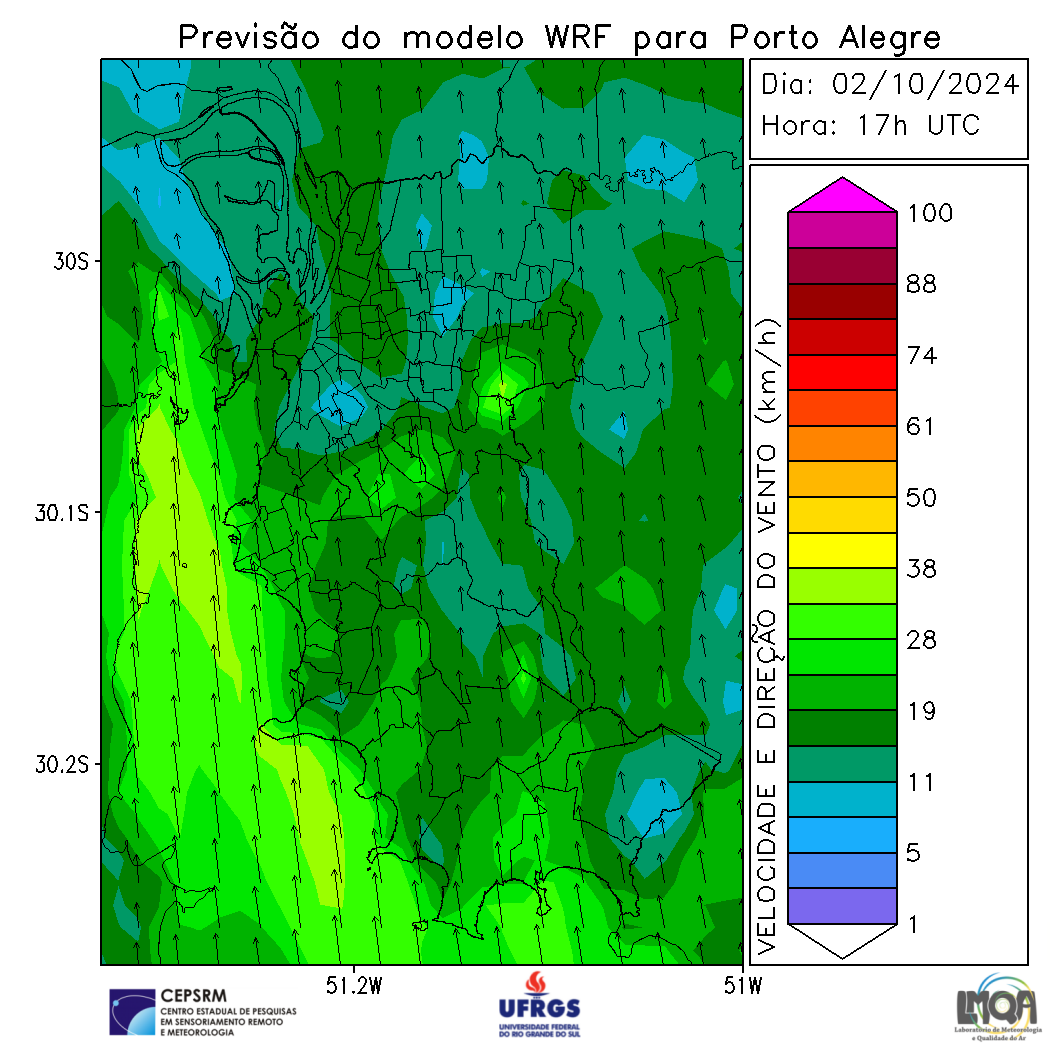 Previsão do modelo WRF para Porto Alegre
Dia: 02/10/2024
Hora: 17h UTC
30S
30.1S
30.2S
51.2W
51W
VELOCIDADE E DIREÇÃO DO VENTO (km/h)
100
88
74
61
50
38
28
19
11
5
1
CEPSRM
CENTRO ESTADUAL DE PESQUISAS
EM SENSORIAMENTO REMOTO
E METEOROLOGIA
UFRGS
UNIVERSIDADE FEDERAL
DO RIO GRANDE DO SUL
LMQA
Laboratório de Meteorologia
e Qualidade do Ar